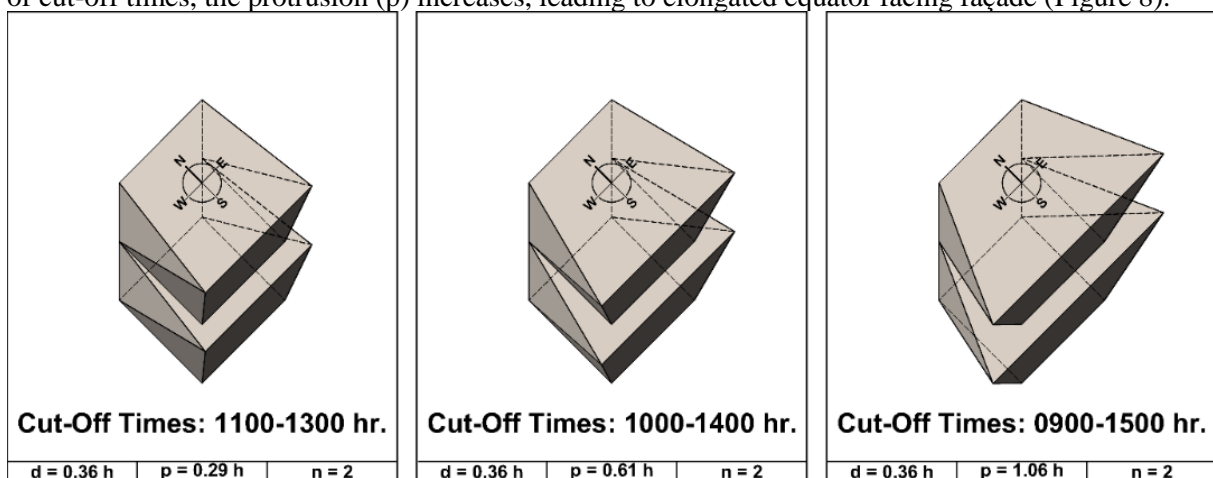 of cut-off times, the protrusion (p) increases, leading to elongated equator facing façade (Figure 8).
N E
W S
Cut-Off Times: 1100-1300 hr.
d = 0.36 h p = 0.29 h n = 2
N E
W S
Cut-Off Times: 1000-1400 hr.
d = 0.36 h p = 0.61 h n = 2
N E
W S
Cut-Off Times: 0900-1500 hr.
d = 0.36 h p = 1.06 h n = 2